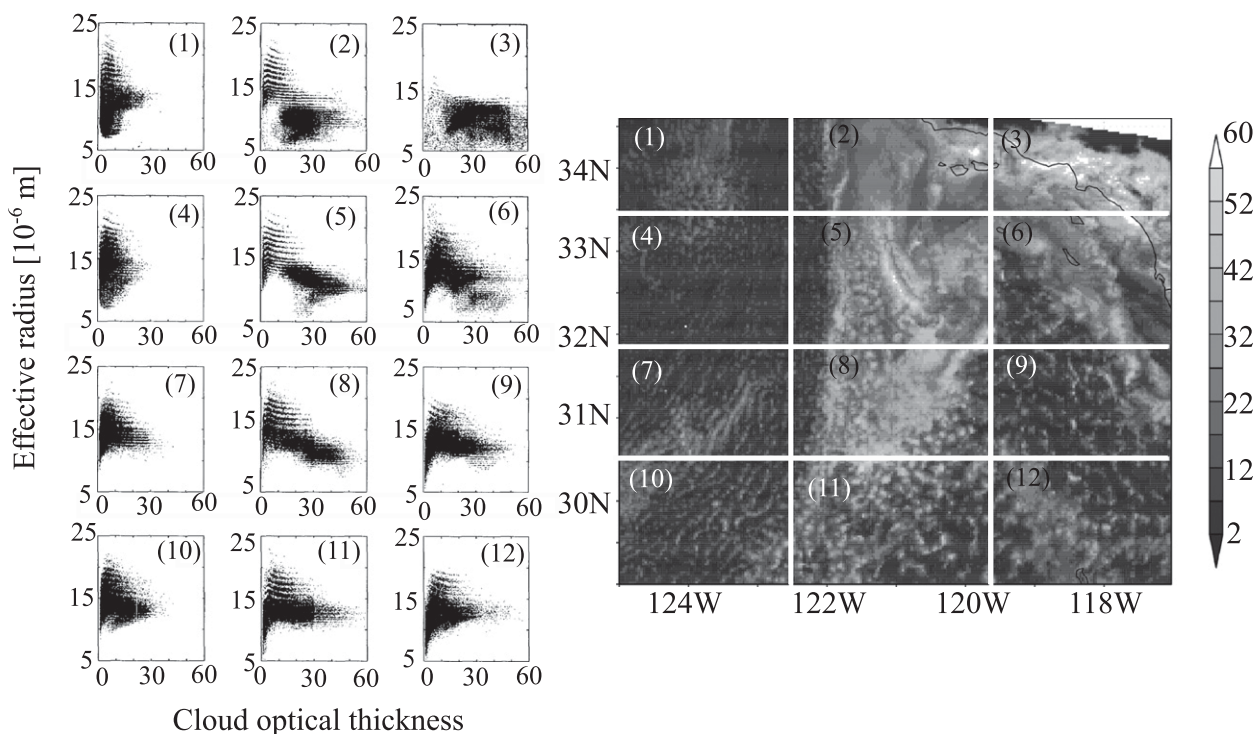 25 (1) 25 (2) 25 (3)
15 15 15
5 5 5
0 30 60 0 30 60 0 30 60
25 (4) 25 (5) 25 (6)
15 15 15
5 5 5
0 30 60 0 30 60 0 30 60
25 (7) 25 (8) 25 (9)
15 15 15
5 5 5
0 30 60 0 30 60 0 30 60
25 (10) 25 (11) 25 (12)
15 15 15
5 5 5
0 30 60 0 30 60 0 30 60
Effective radius [10⁻⁶ m]
Cloud optical thickness
(1) (2) (3)
34N
(4) (5) (6)
33N
32N
(7) (8) (9)
31N
(10) (11) (12)
30N
124W 122W 120W 118W
60
52
42
32
22
12
2